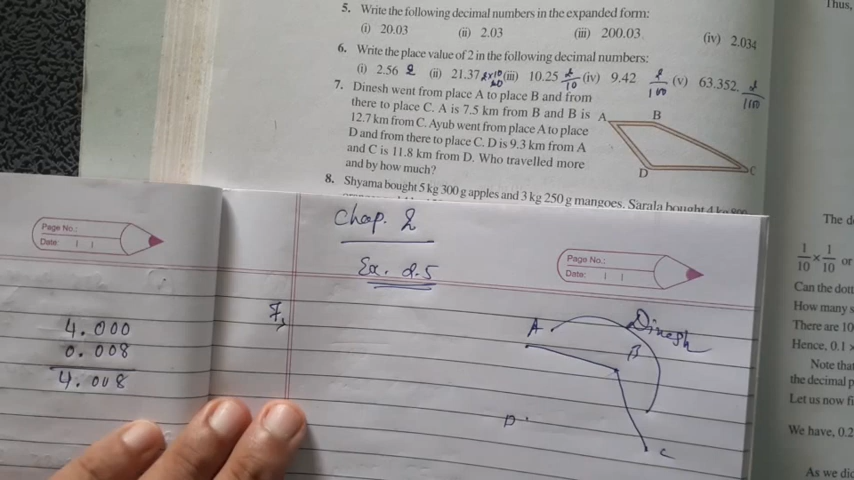 Thus,
5. Write the following decimal numbers in the expanded form:
(i) 20.03 (ii) 2.03 (iii) 200.03 (iv) 2.034
6. Write the place value of 2 in the following decimal numbers:
(i) 2.56 2 (ii) 21.37 2x10 20 (iii) 10.25 2/10 (iv) 9.42 2/100 (v) 63.352.
7. Dinesh went from place A to place B and from
there to place C. A is 7.5 km from B and B is
12.7 km from C. Ayub went from place A to place
D and from there to place C. D is 9.3 km from A
and C is 11.8 km from D. Who travelled more
and by how much?
A B
D C
8. Shyama bought 5 kg 300 g apples and 3 kg 250 g mangoes. Sarala bought 4 kg 800
Page No.:
Date:
4.000
0.008
4.008
Chap. 2
Ex. 2.5
Page No.:
Date:
7,
A Dinesh
B
D
C
The d
1/10 × 1/10 or
Can the dott
How many s
There are 10
Hence, 0.1 ×
Note that
the decimal p
Let us now fi
We have, 0.2
As we dic